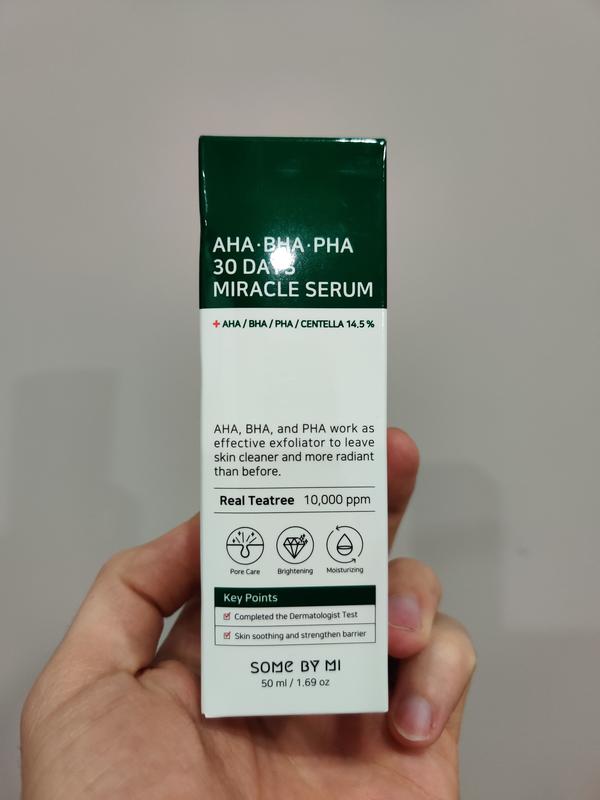 AHA·BHA·PHA
30 DAYS
MIRACLE SERUM
+ AHA / BHA / PHA / CENTELLA 14.5 %
AHA, BHA, and PHA work as
effective exfoliator to leave
skin cleaner and more radiant
than before.
Real Teatree 10,000 ppm
Pore Care Brightening Moisturizing
Key Points
Completed the Dermatologist Test
Skin soothing and strengthen barrier
SOME BY MI
50 ml / 1.69 oz